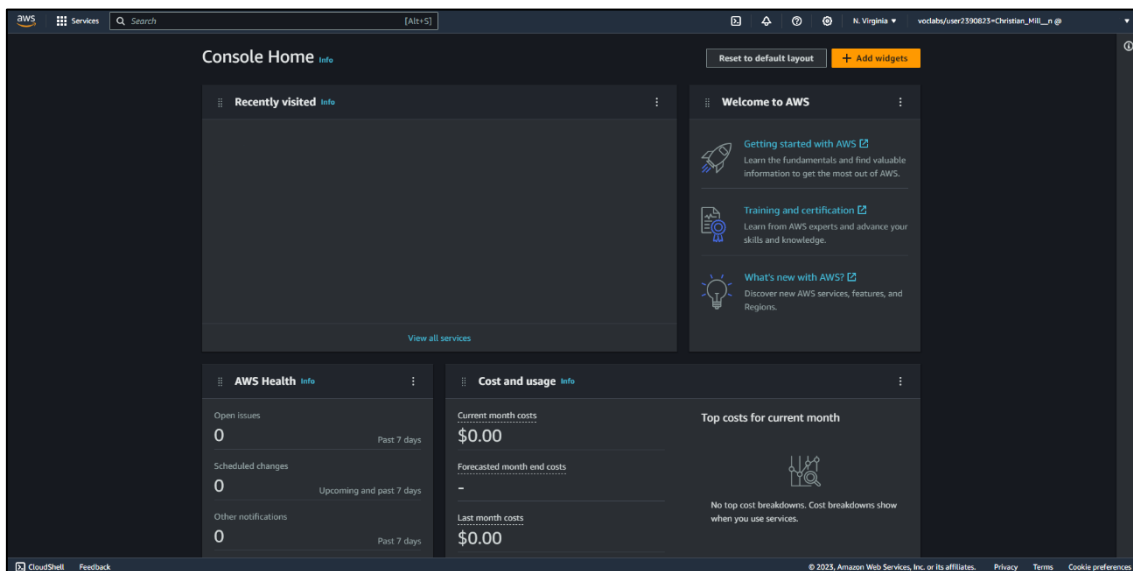 aws Services Search [Alt+S] N. Virginia voclabs/user2390823=Christian_Mill__n @
Console Home Info
Reset to default layout + Add widgets
Recently visited Info
View all services
Welcome to AWS
Getting started with AWS
Learn the fundamentals and find valuable
information to get the most out of AWS.
Training and certification
Learn from AWS experts and advance your
skills and knowledge.
What's new with AWS?
Discover new AWS services, features, and
Regions.
AWS Health Info
Open issues
0 Past 7 days
Scheduled changes
0 Upcoming and past 7 days
Other notifications
0 Past 7 days
Cost and usage Info
Current month costs
$0.00
Forecasted month end costs
-
Last month costs
$0.00
Top costs for current month
No top cost breakdowns. Cost breakdowns show
when you use services.
CloudShell Feedback © 2023, Amazon Web Services, Inc. or its affiliates. Privacy Terms Cookie preferences